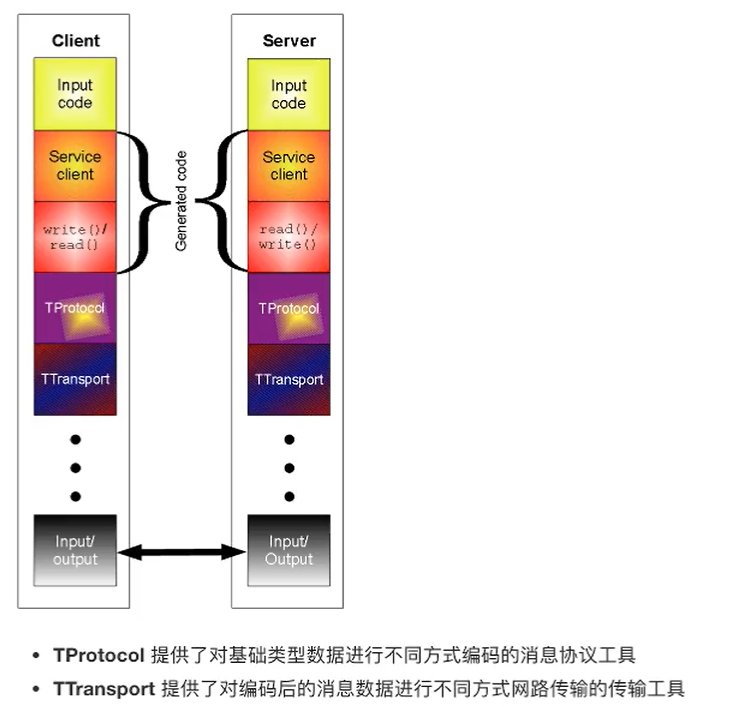 Client
Input
code
Service
client
write()/
read()
TProtocol
TTransport
Input/
output
Generated code
Server
Input
code
Service
client
read()/
write()
TProtocol
TTransport
Input/
Output
• TProtocol 提供了对基础类型数据进行不同方式编码的消息协议工具
• TTransport 提供了对编码后的消息数据进行不同方式网路传输的传输工具